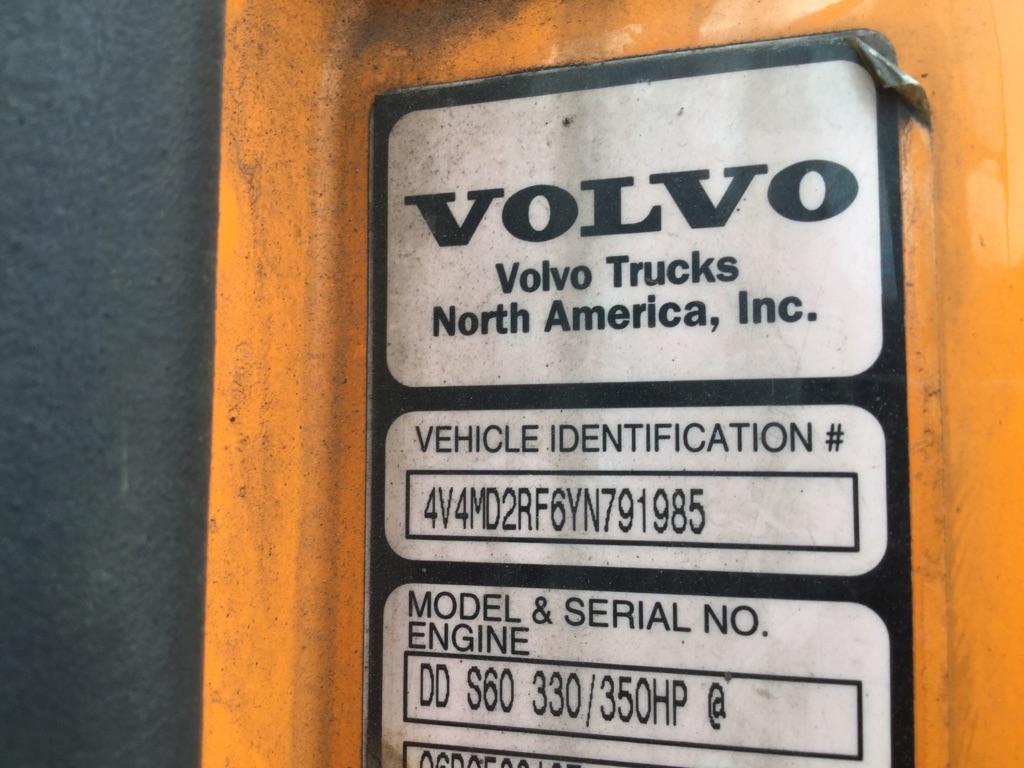 VOLVO
Volvo Trucks
North America, Inc.
VEHICLE IDENTIFICATION #
4V4MD2RF6YN791985
MODEL & SERIAL NO.
ENGINE
DD S60 330/350HP @